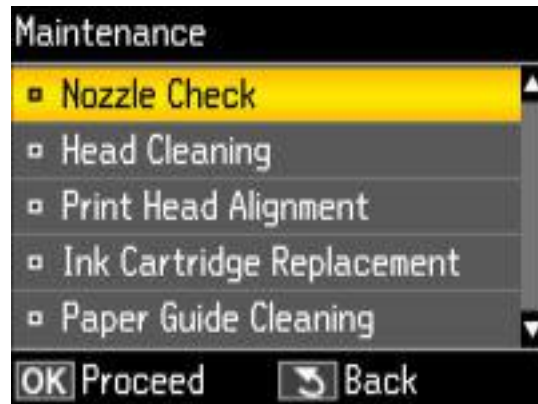 Maintenance
Nozzle Check
Head Cleaning
Print Head Alignment
Ink Cartridge Replacement
Paper Guide Cleaning
OK Proceed Back